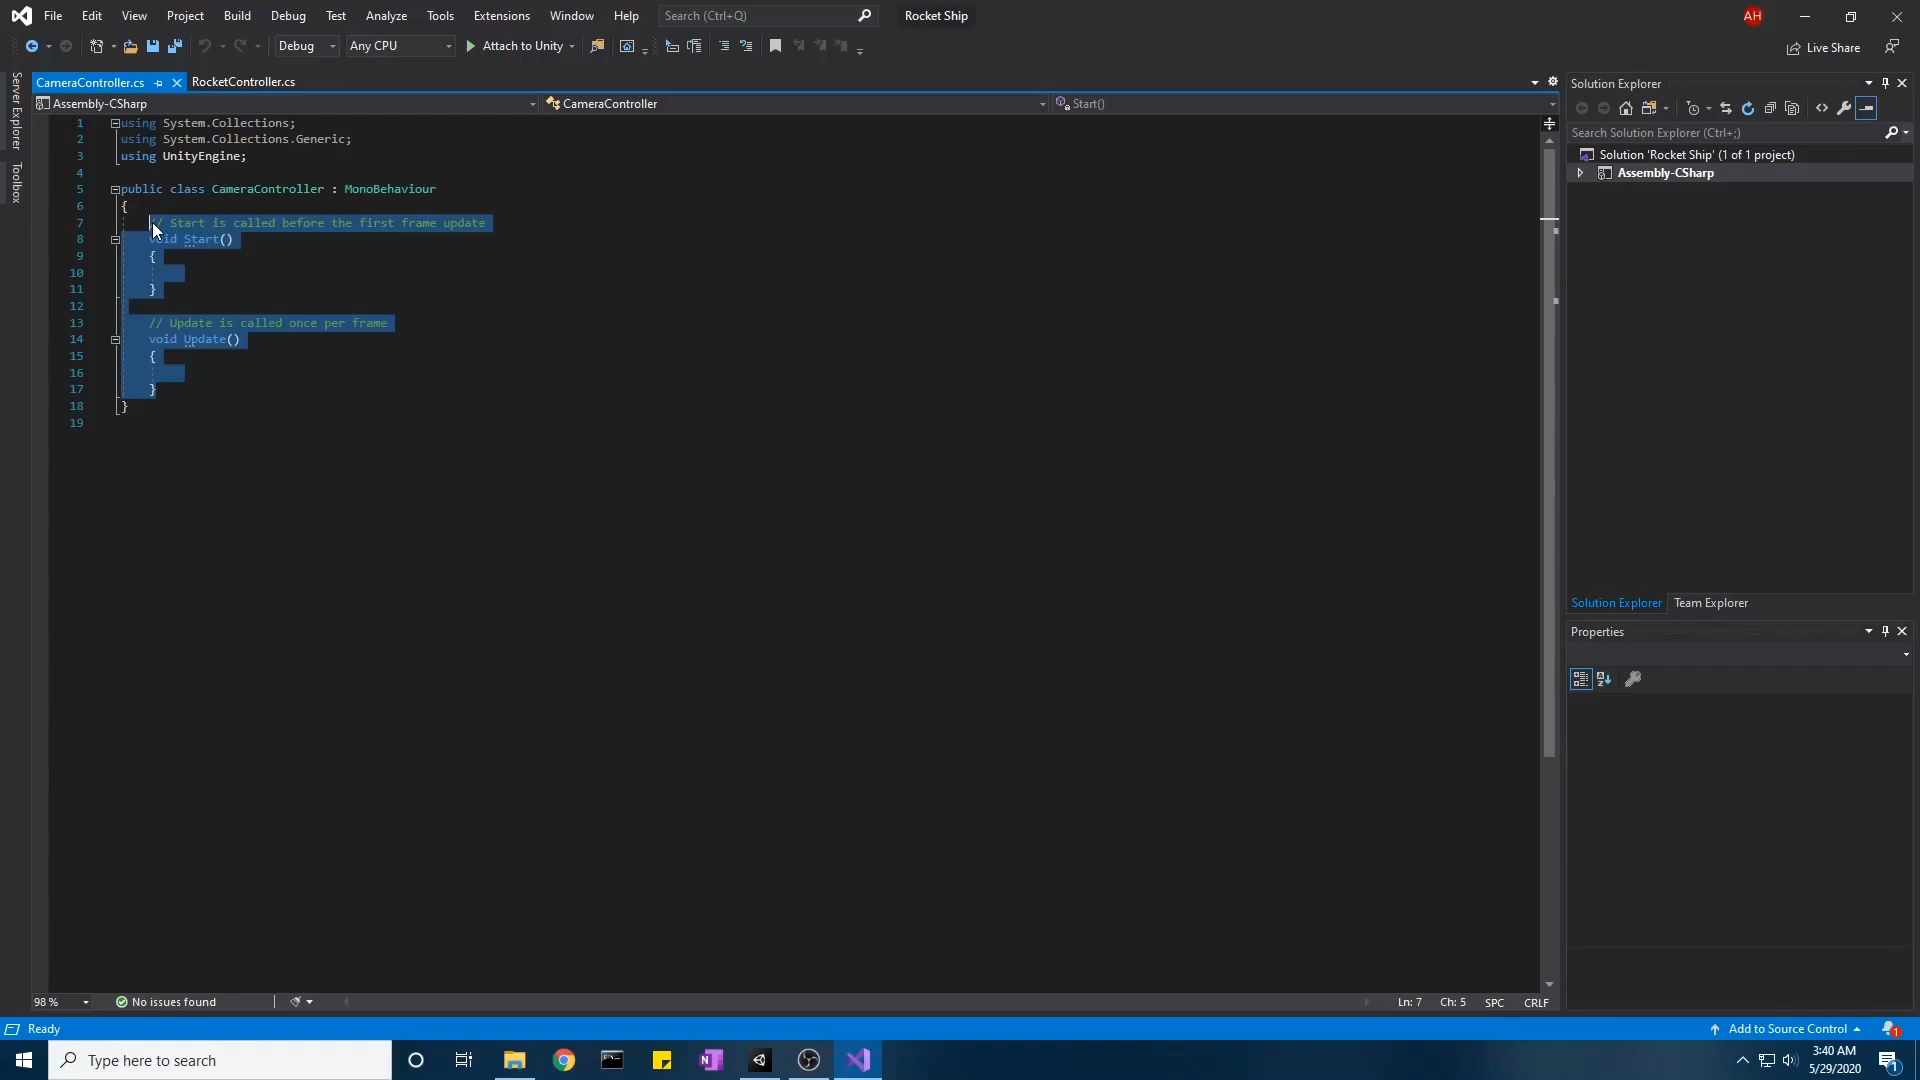 File Edit View Project Build Debug Test Analyze Tools Extensions Window Help Search (Ctrl+Q) Rocket Ship AH
Debug Any CPU Attach to Unity Live Share
Server Explorer
Toolbox
CameraController.cs RocketController.cs
Assembly-CSharp CameraController Start()
1 using System.Collections;
2 using System.Collections.Generic;
3 using UnityEngine;
4
5 public class CameraController : MonoBehaviour
6 {
7 // Start is called before the first frame update
8 void Start()
9 {
10
11 }
12
13 // Update is called once per frame
14 void Update()
15 {
16
17 }
18 }
19
98 % No issues found Ln: 7 Ch: 5 SPC CRLF
Solution Explorer
Search Solution Explorer (Ctrl+;)
Solution 'Rocket Ship' (1 of 1 project)
Assembly-CSharp
Solution Explorer Team Explorer
Properties
Ready Add to Source Control 1
Type here to search
3:40 AM
5/29/2020
1